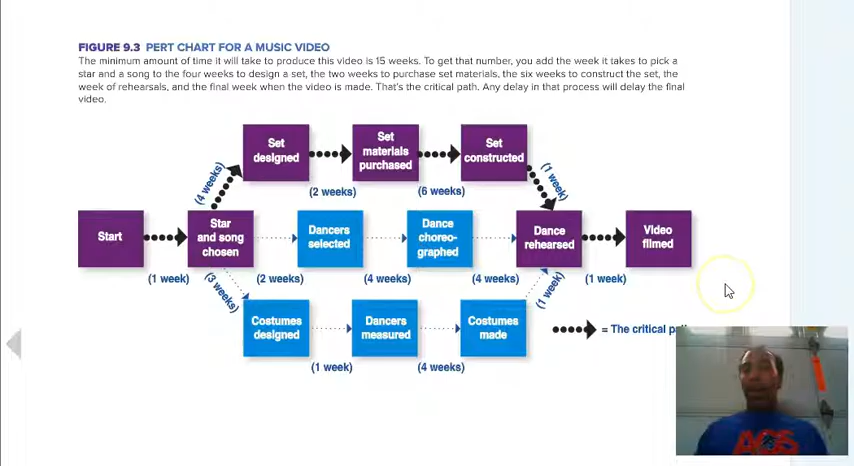 FIGURE 9.3 PERT CHART FOR A MUSIC VIDEO
The minimum amount of time it will take to produce this video is 15 weeks. To get that number, you add the week it takes to pick a
star and a song to the four weeks to design a set, the two weeks to purchase set materials, the six weeks to construct the set, the
week of rehearsals, and the final week when the video is made. That's the critical path. Any delay in that process will delay the final
video.
Set
designed
Set
materials
purchased
Set
constructed
(4 weeks)
(2 weeks)
(6 weeks)
(1 week)
Start
Star
and song
chosen
Dancers
selected
Dance
choreo-
graphed
Dance
rehearsed
Video
filmed
(1 week)
(3 weeks)
(2 weeks)
(4 weeks)
(4 weeks)
(1 week)
(1 week)
Costumes
designed
Dancers
measured
Costumes
made
= The critical
(1 week)
(4 weeks)